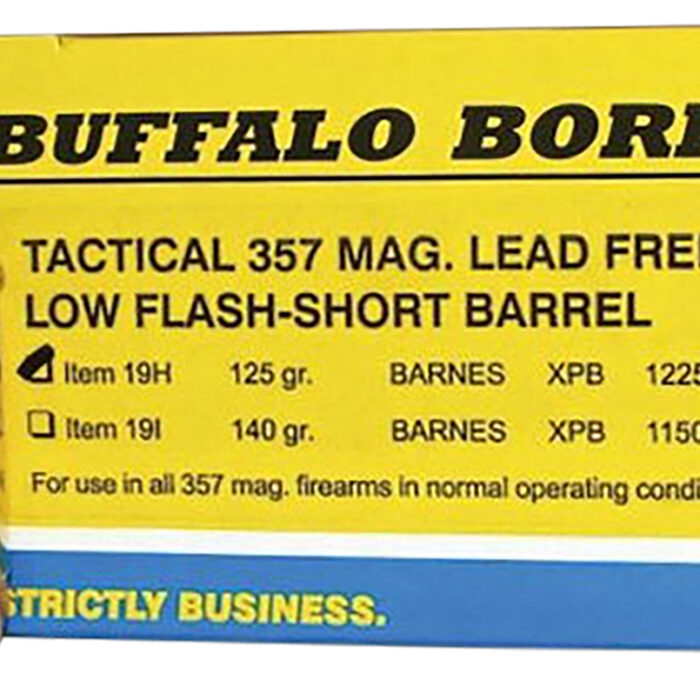 BUFFALO BOR
TACTICAL 357 MAG. LEAD FRE
LOW FLASH-SHORT BARREL
Item 19H 125 gr. BARNES XPB 1225
Item 19I 140 gr. BARNES XPB 1150
For use in all 357 mag. firearms in normal operating condi
STRICTLY BUSINESS.